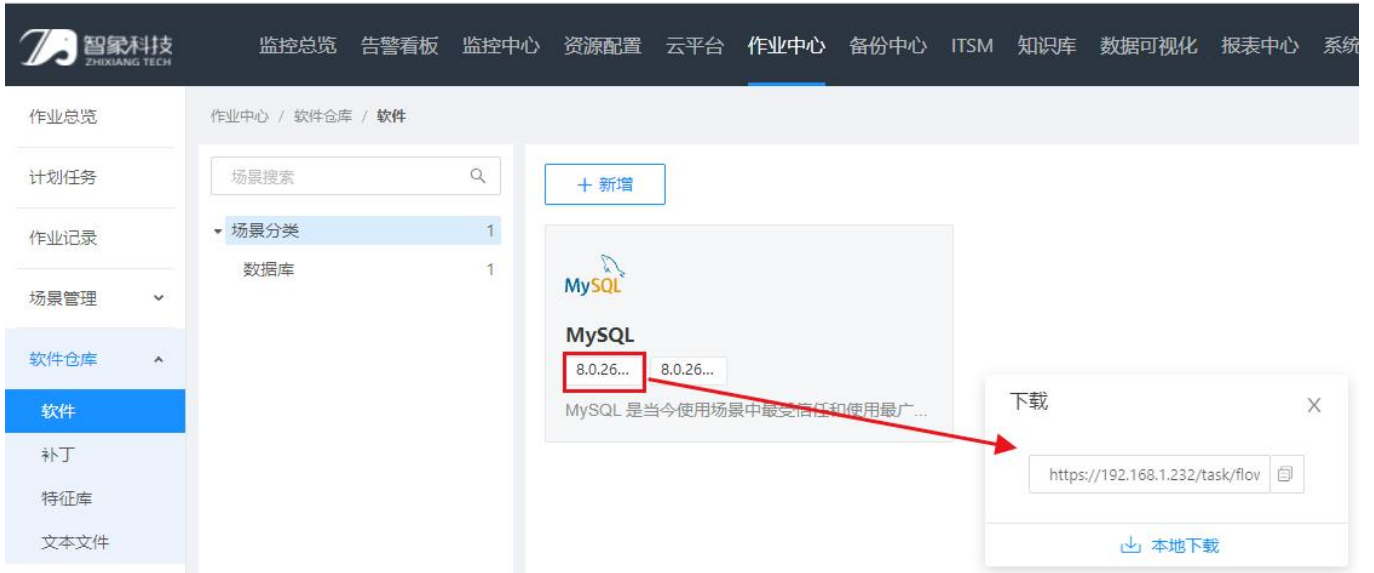 智象科技
ZHIXIANG TECH
监控总览 告警看板 监控中心 资源配置 云平台 作业中心 备份中心 ITSM 知识库 数据可视化 报表中心 系统
作业总览
计划任务
作业记录
场景管理
软件仓库
软件
补丁
特征库
文本文件
作业中心 / 软件仓库 / 软件
场景搜索
场景分类 1
数据库 1
+ 新增
MySQL
MySQL
8.0.26... 8.0.26...
MySQL 是当今使用场景中最受信任和使用最广...
下载 X
https://192.168.1.232/task/flov
本地下载